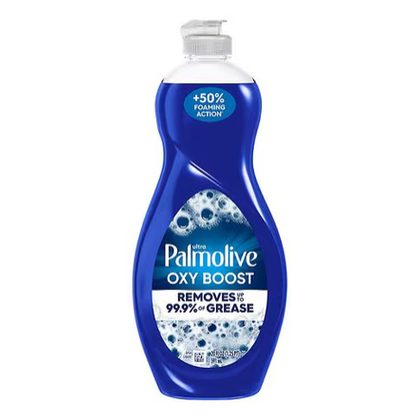 +50%
FOAMING
ACTION*
ultra
Palmolive
OXY BOOST
REMOVES UP TO
99.9% OF GREASE